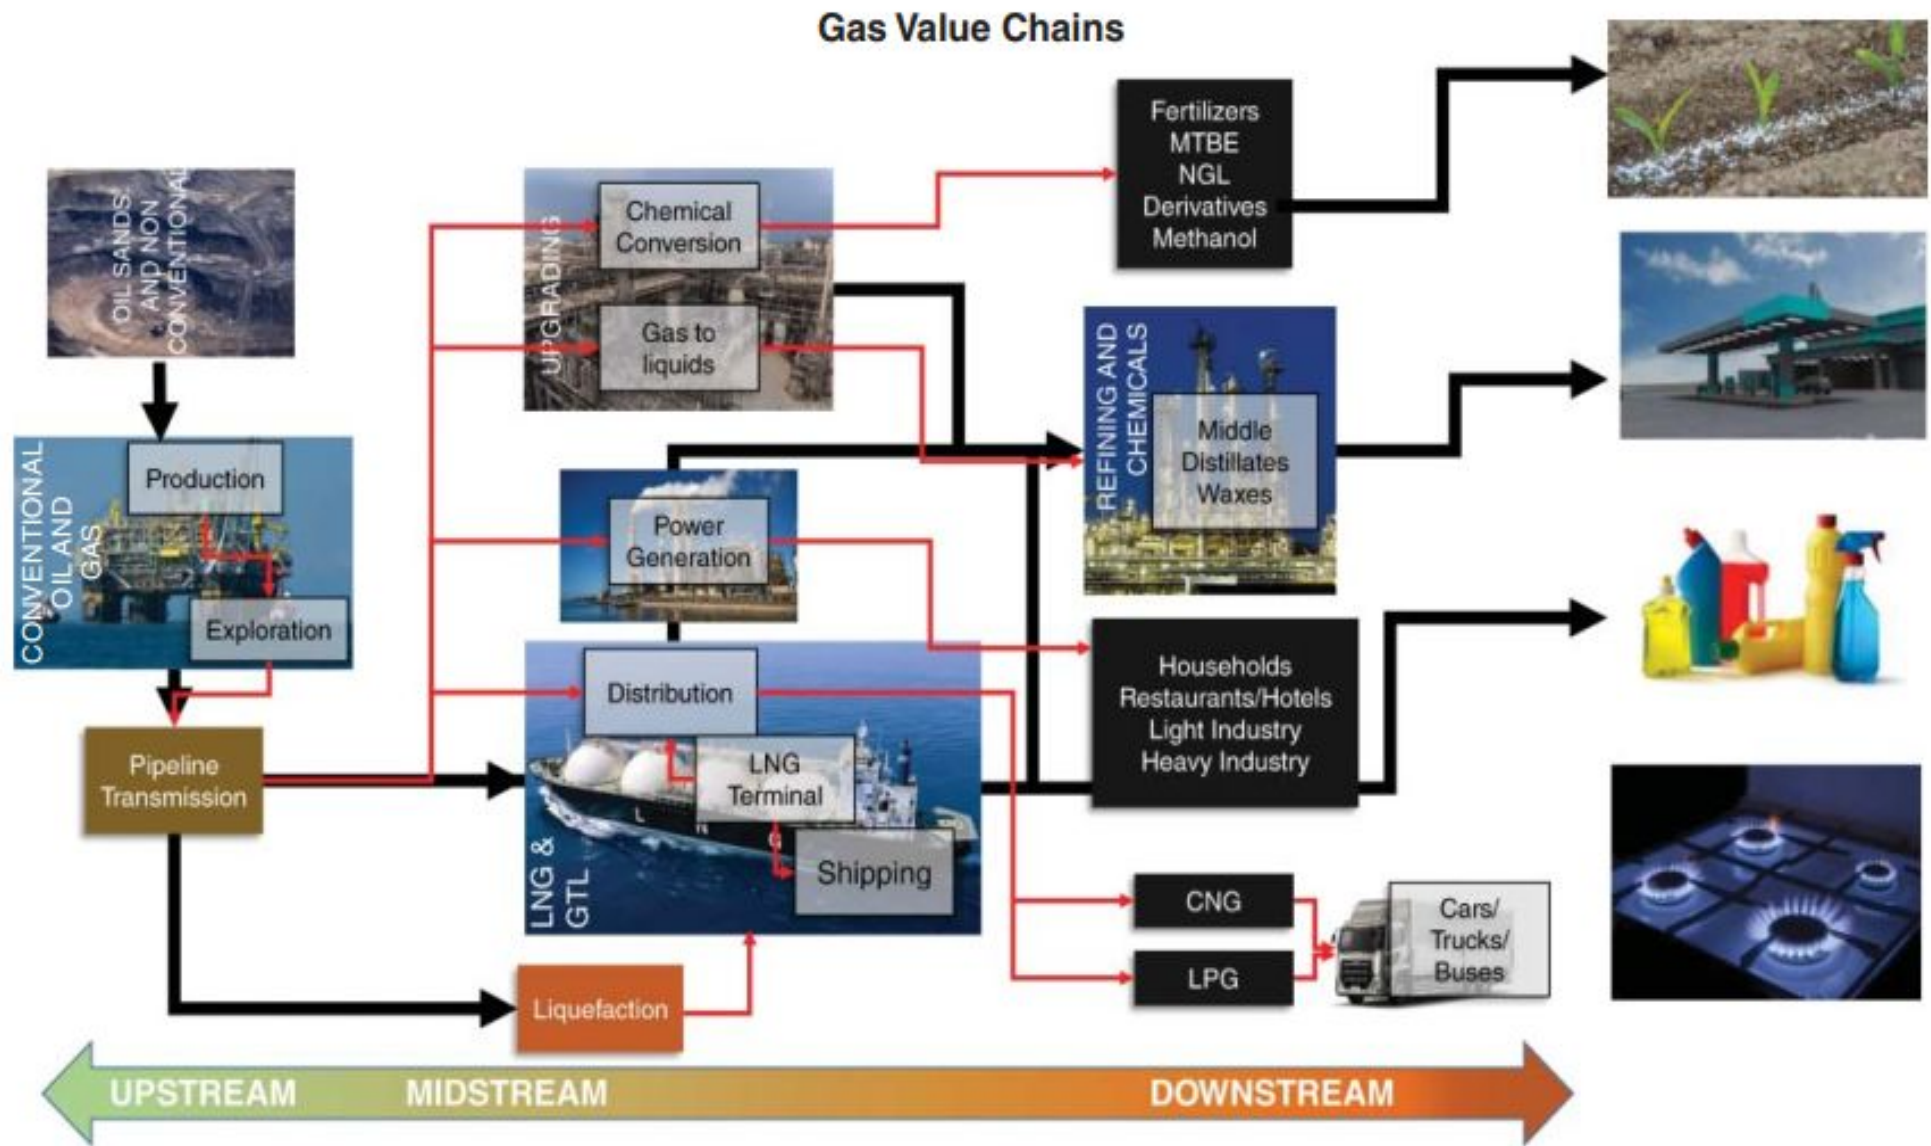 Gas Value Chains
OIL SANDS
AND NON
CONVENTIONAL
CONVENTIONAL
OIL AND
GAS
Production
Exploration
Pipeline
Transmission
UPGRADING
Chemical
Conversion
Gas to
liquids
Power
Generation
LNG &
GTL
Distribution
LNG
Terminal
Shipping
L N G
Liquefaction
Fertilizers
MTBE
NGL
Derivatives
Methanol
REFINING AND
CHEMICALS
Middle
Distillates
Waxes
Households
Restaurants/Hotels
Light Industry
Heavy Industry
CNG
LPG
Cars/
Trucks/
Buses
UPSTREAM
MIDSTREAM
DOWNSTREAM